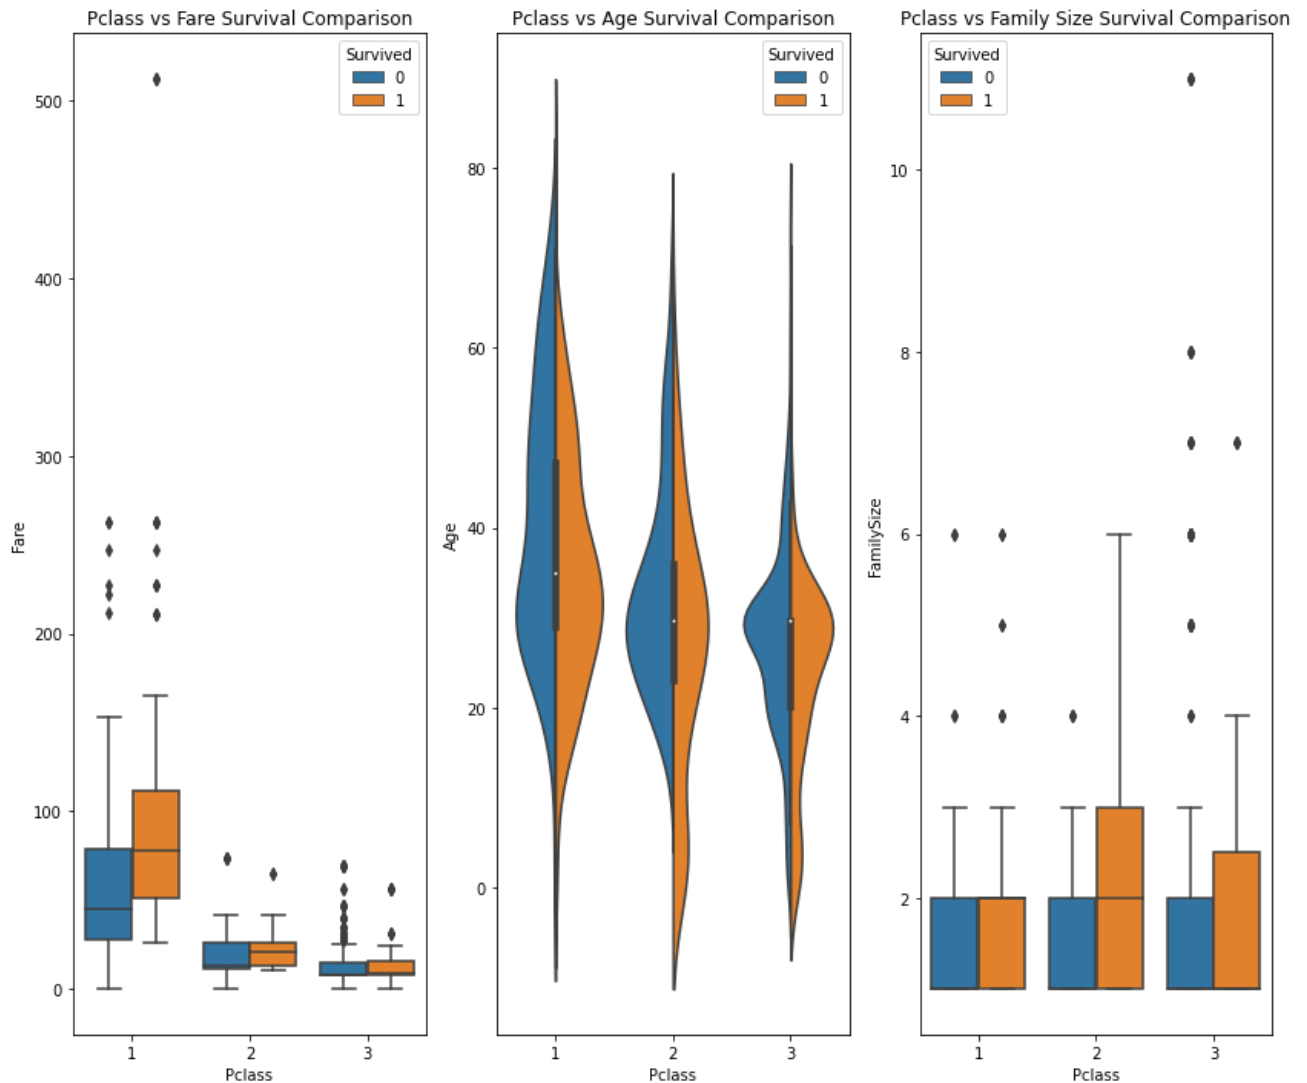 Pclass vs Fare Survival Comparison
Survived
0
1
500
400
300
200
100
0
Fare
1 2 3
Pclass
Pclass vs Age Survival Comparison
Survived
0
1
80
60
40
20
0
Age
1 2 3
Pclass
Pclass vs Family Size Survival Comparison
Survived
0
1
10
8
6
4
2
FamilySize
1 2 3
Pclass